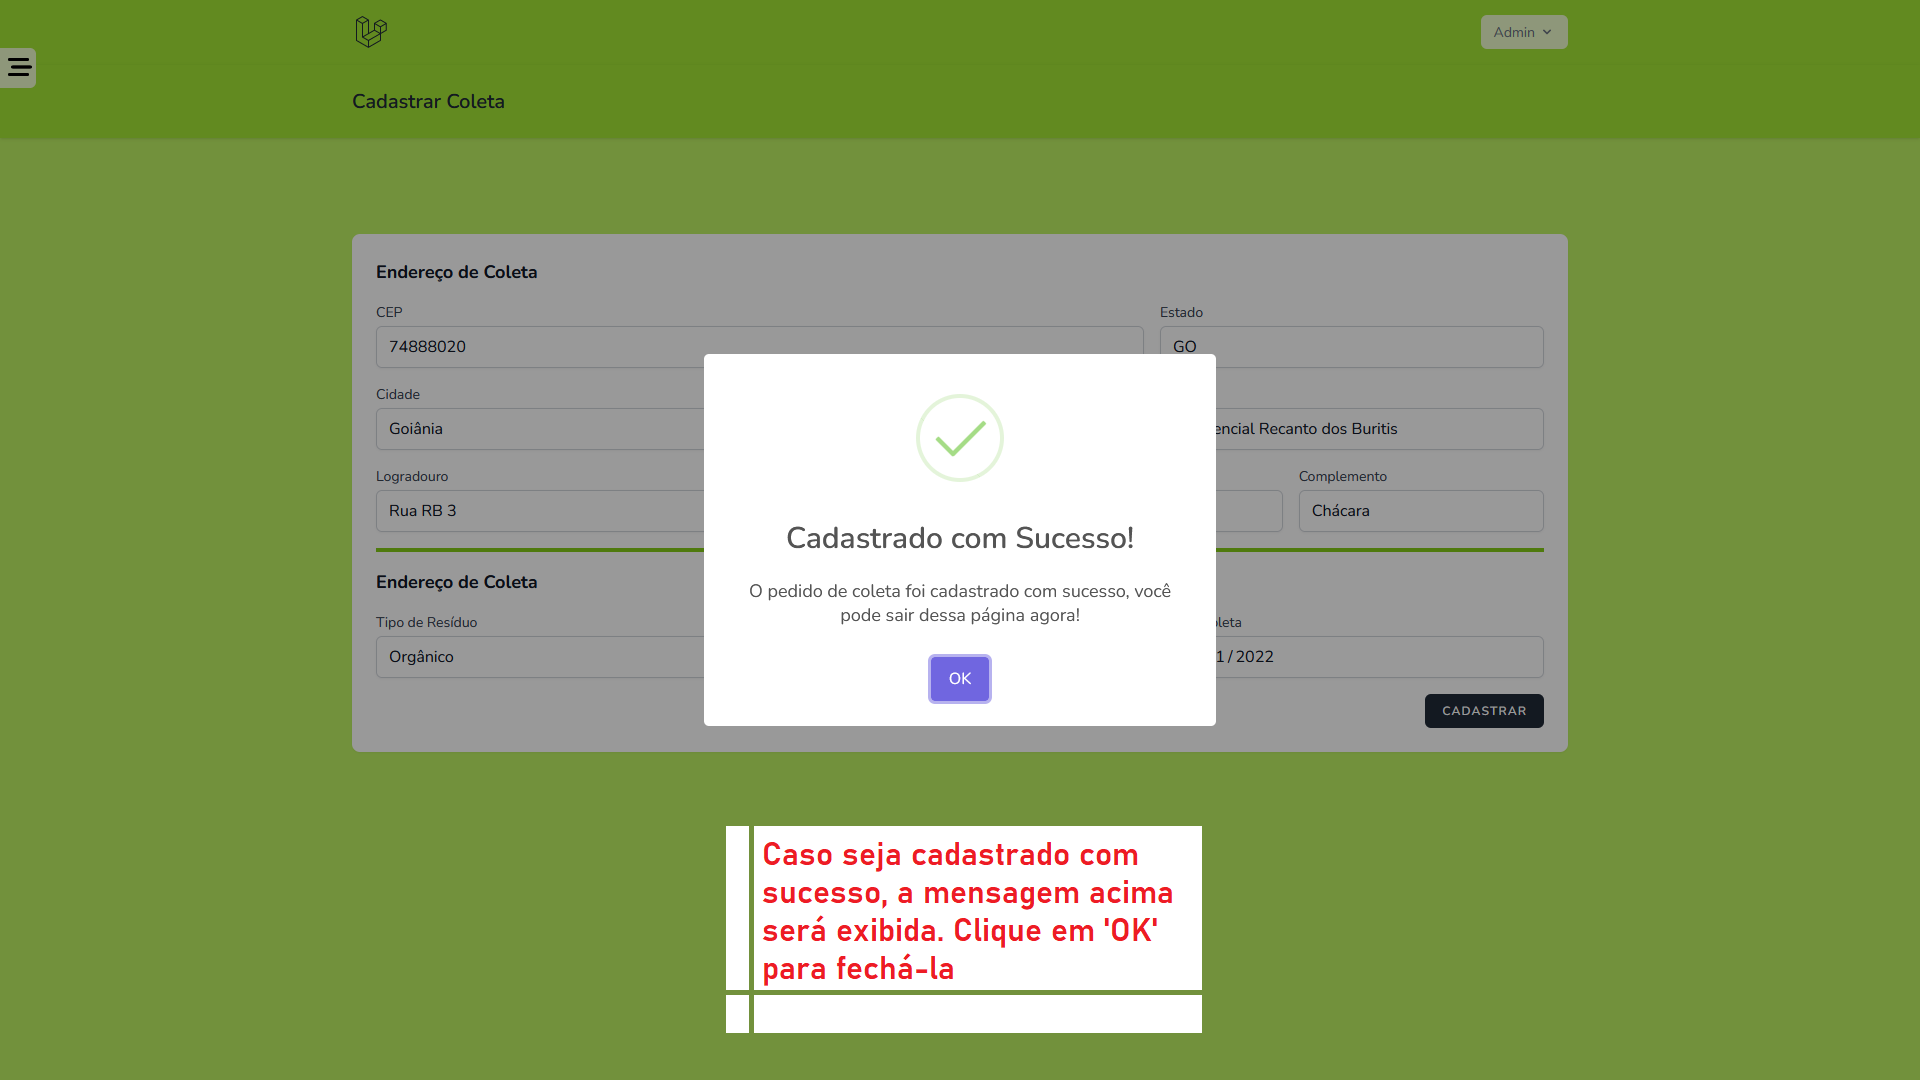 Admin
Cadastrar Coleta
Endereço de Coleta
CEP
Estado
74888020
GO
Cidade
Goiânia
encial Recanto dos Buritis
Logradouro
Complemento
Rua RB 3
Chácara
Cadastrado com Sucesso!
O pedido de coleta foi cadastrado com sucesso, você
pode sair dessa página agora!
OK
Endereço de Coleta
Tipo de Resíduo
oleta
Orgânico
1/2022
CADASTRAR
Caso seja cadastrado com
sucesso, a mensagem acima
será exibida. Clique em 'OK'
para fechá-la